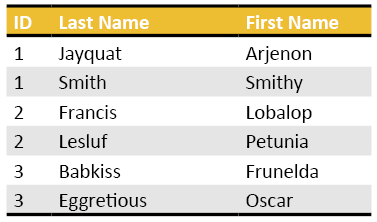 ID Last Name First Name
1 Jayquat Arjenon
1 Smith Smithy
2 Francis Lobalop
2 Lesluf Petunia
3 Babkiss Frunelda
3 Eggretious Oscar